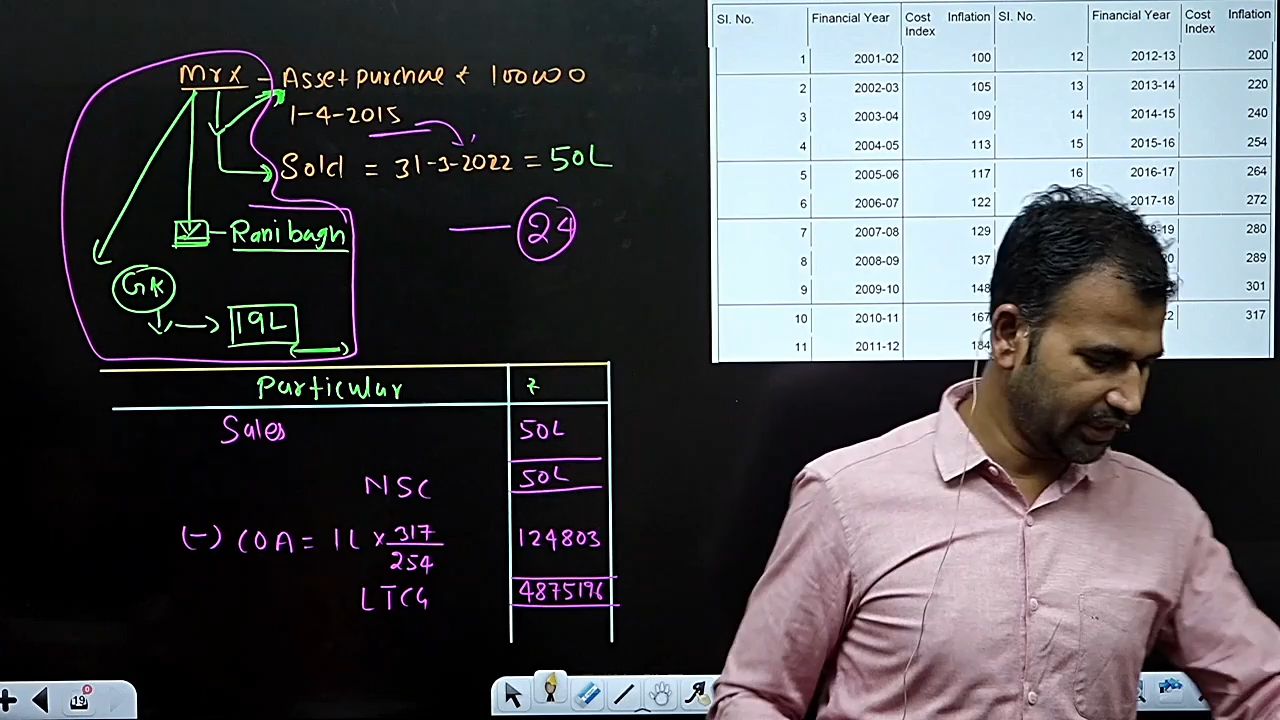 Mr X - Asset purchase ₹ 100000
1-4-2015
Sold = 31-3-2022 = 50L
Ranibagh
24
GK
19L
Particular ₹
Sales 50L
NSC 50L
(-) COA = 1L × 317/254 124803
LTCG 4875196
19
Sl. No. Financial Year Cost Inflation Index Sl. No. Financial Year Cost Inflation Index
1 2001-02 100 12 2012-13 200
2 2002-03 105 13 2013-14 220
3 2003-04 109 14 2014-15 240
4 2004-05 113 15 2015-16 254
5 2005-06 117 16 2016-17 264
6 2006-07 122 2017-18 272
7 2007-08 129 280
8 2008-09 137 289
9 2009-10 148 301
10 2010-11 167 317
11 2011-12 184